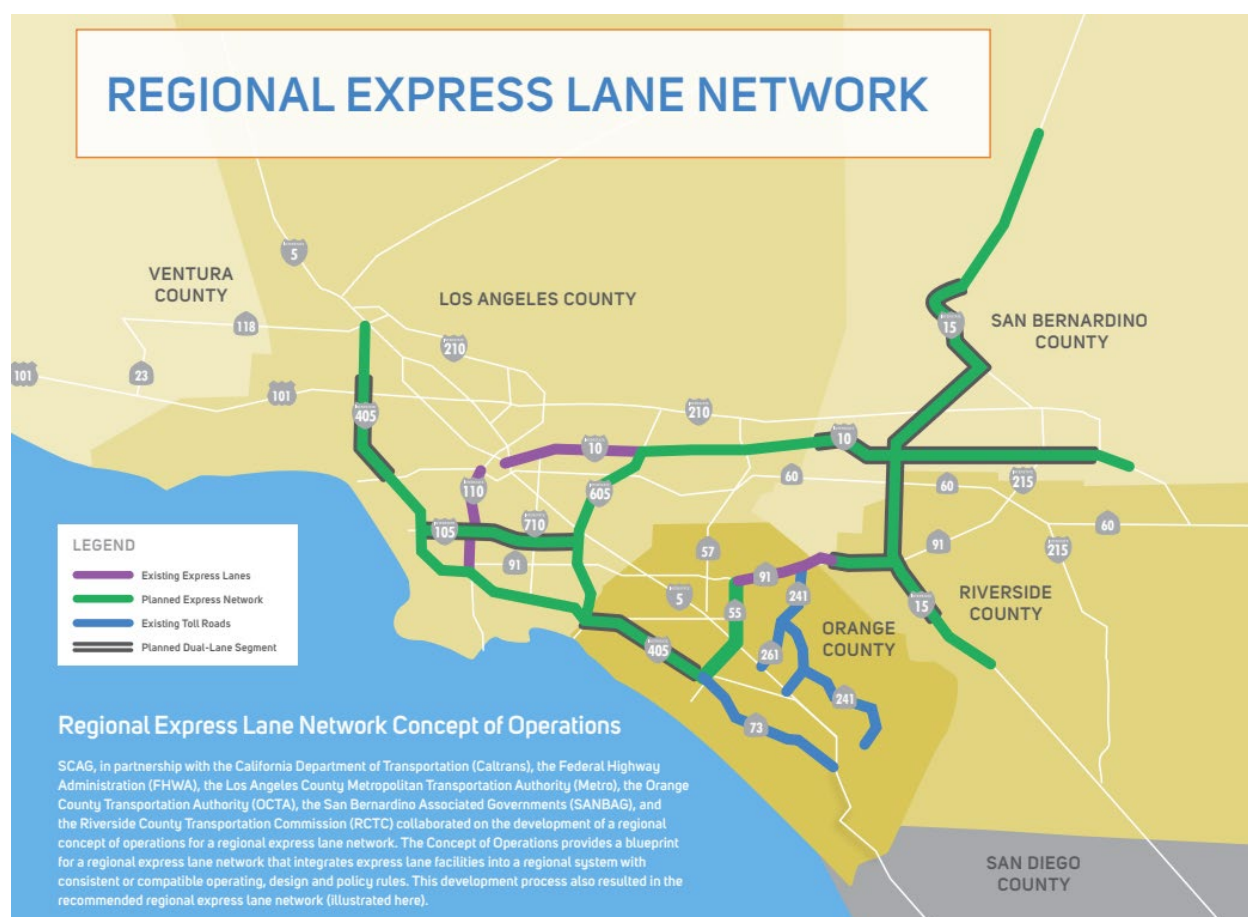 REGIONAL EXPRESS LANE NETWORK
5
VENTURA
COUNTY
LOS ANGELES COUNTY
118
15
SAN BERNARDINO
COUNTY
210
101
23
101
405
210
10
10
110
60
60
215
605
105
710
60
91
57
91
215
LEGEND
Existing Express Lanes
Planned Express Network
Existing Toll Roads
Planned Dual-Lane Segment
91
5
55
241
15
RIVERSIDE
COUNTY
ORANGE
COUNTY
405
261
241
73
Regional Express Lane Network Concept of Operations
SCAG, in partnership with the California Department of Transportation (Caltrans), the Federal Highway
Administration (FHWA), the Los Angeles County Metropolitan Transportation Authority (Metro), the Orange
County Transportation Authority (OCTA), the San Bernardino Associated Governments (SANBAG), and
the Riverside County Transportation Commission (RCTC) collaborated on the development of a regional
concept of operations for a regional express lane network. The Concept of Operations provides a blueprint
for a regional express lane network that integrates express lane facilities into a regional system with
consistent or compatible operating, design and policy rules. This development process also resulted in the
recommended regional express lane network (illustrated here).
SAN DIEGO
COUNTY